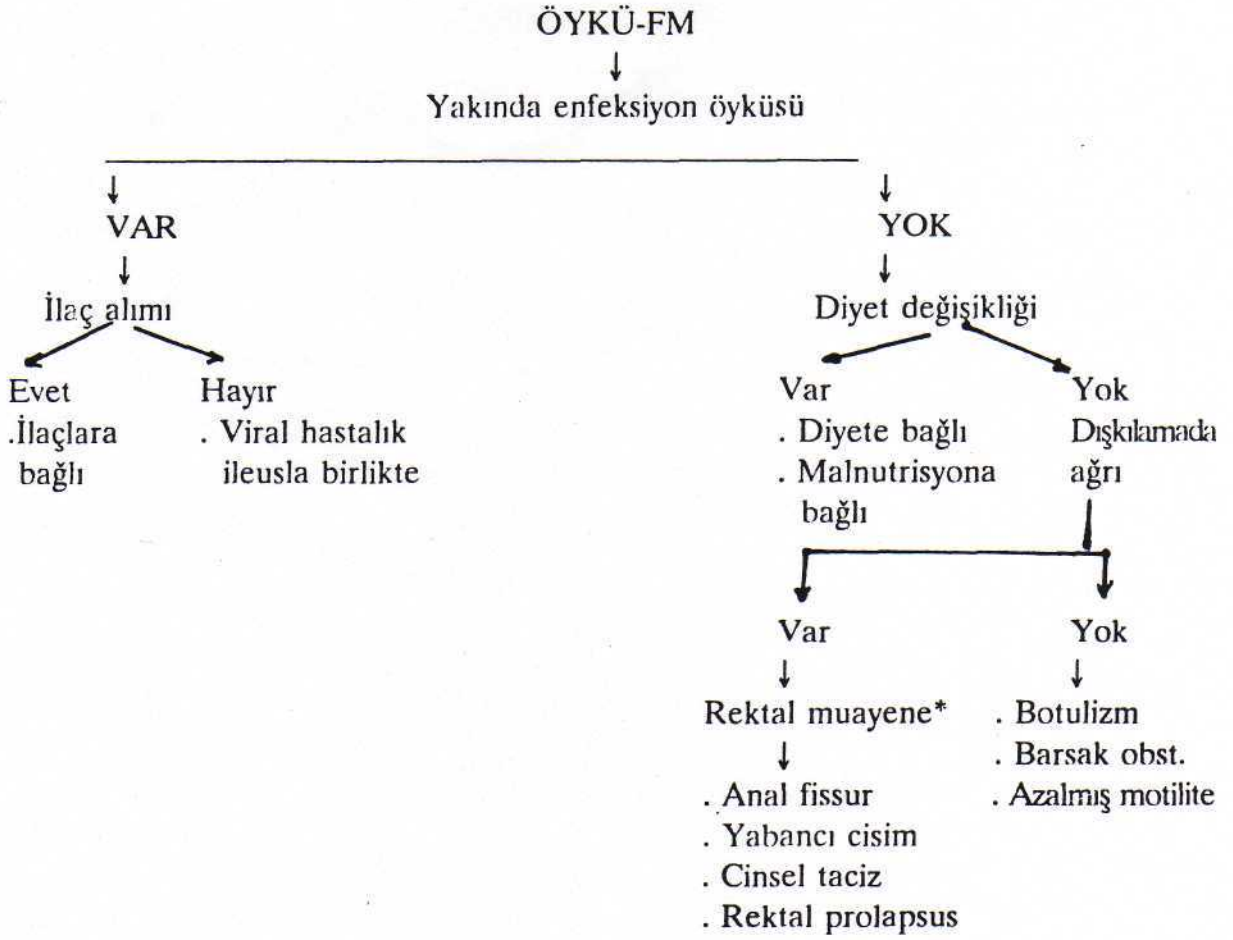 ÖYKÜ-FM
Yakında enfeksiyon öyküsü
VAR
YOK
İlaç alımı
Diyet değişikliği
Evet
.İlaçlara
bağlı
Hayır
. Viral hastalık
ileusla birlikte
Var
. Diyete bağlı
. Malnutrisyona
bağlı
Yok
Dışkılamada
ağrı
Var
Yok
Rektal muayene*
. Anal fissur
. Yabancı cisim
. Cinsel taciz
. Rektal prolapsus
. Botulizm
. Barsak obst.
. Azalmış motilite